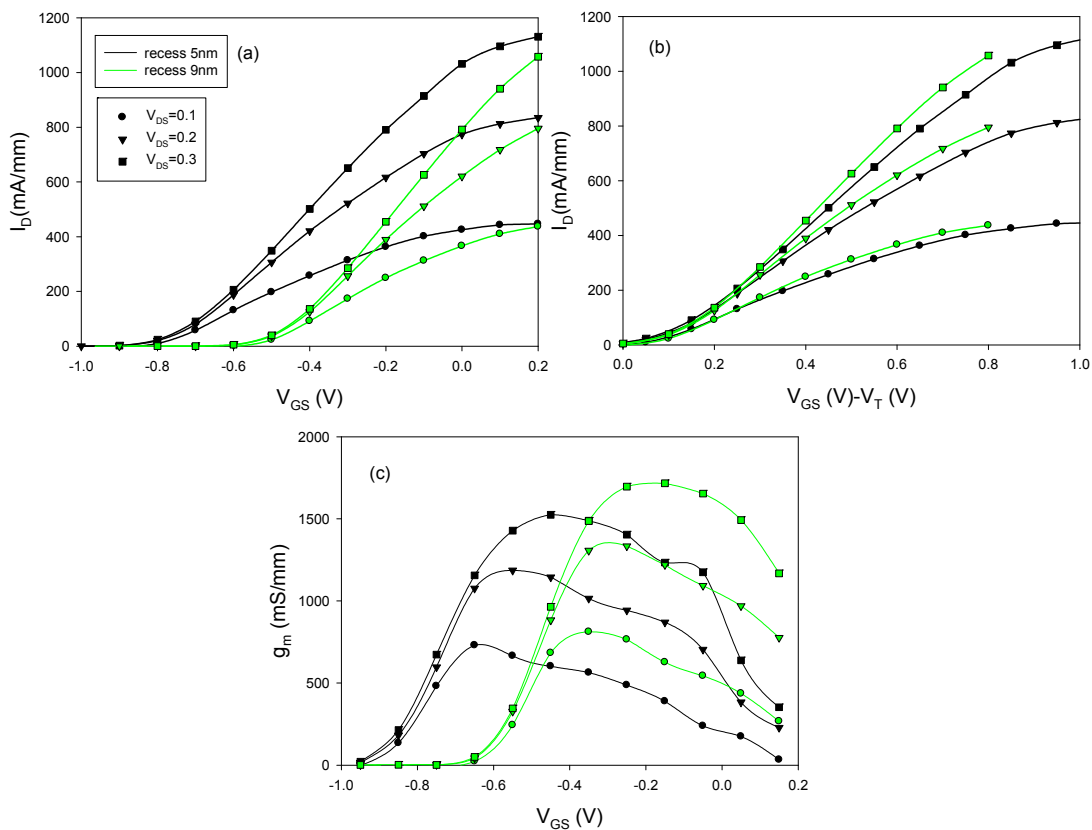 1200
1000
800
600
400
200
0
I_D(mA/mm)
(a)
recess 5nm
recess 9nm
V_DS=0.1
V_DS=0.2
V_DS=0.3
-1.0 -0.8 -0.6 -0.4 -0.2 0.0 0.2
V_GS (V)
1200
1000
800
600
400
200
0
I_D(mA/mm)
(b)
0.0 0.2 0.4 0.6 0.8 1.0
V_GS (V)-V_T (V)
2000
1500
1000
500
0
g_m (mS/mm)
(c)
-1.0 -0.8 -0.6 -0.4 -0.2 0.0 0.2
V_GS (V)